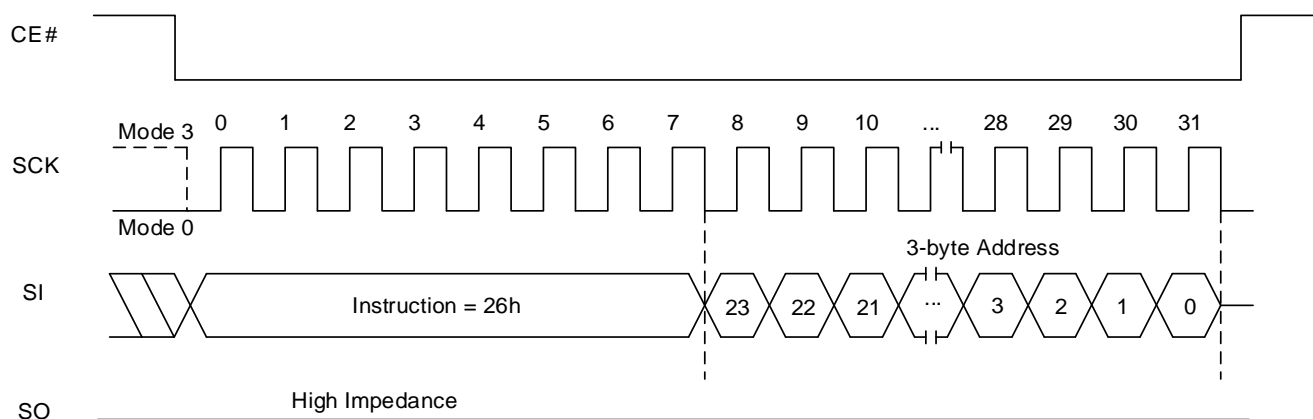 CE#
Mode 3
0 1 2 3 4 5 6 7 8 9 10 ... 28 29 30 31
SCK
Mode 0
3-byte Address
SI
Instruction = 26h
23 22 21 ... 3 2 1 0
High Impedance
SO